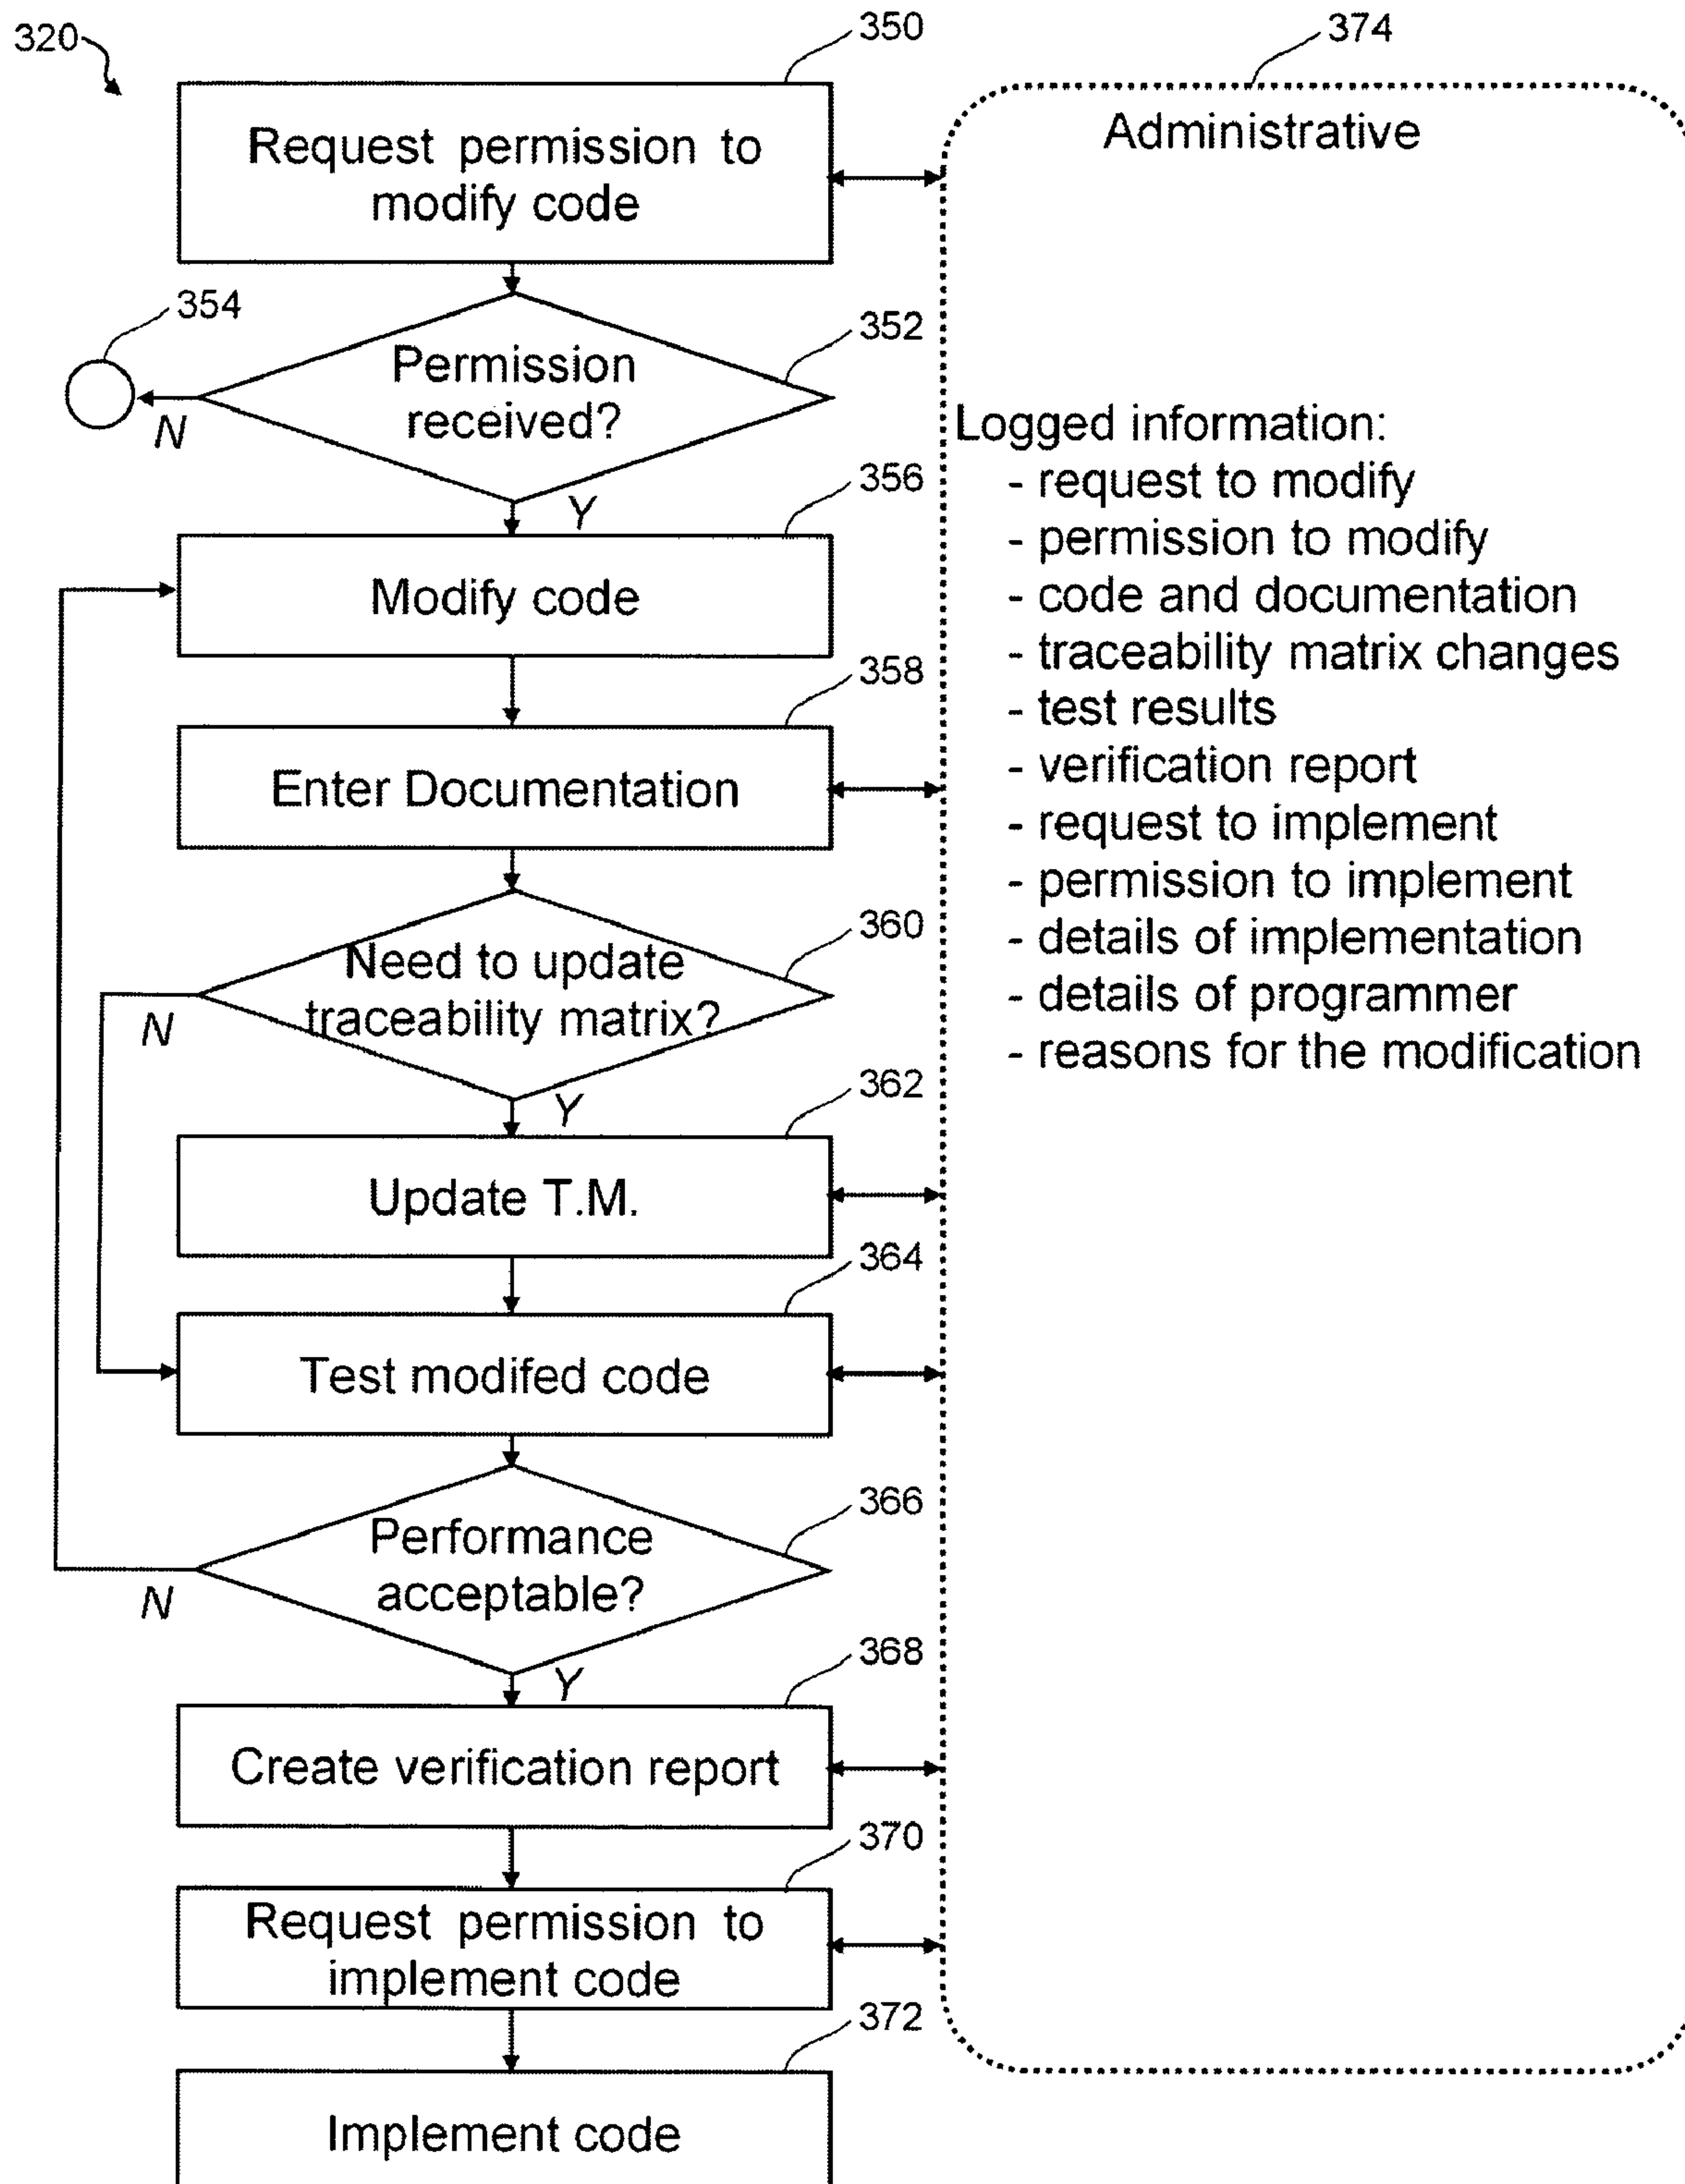 320
350
374
Request permission to
modify code
Administrative
354
352
Permission
received?
N
Y
Logged information:
- request to modify
- permission to modify
- code and documentation
- traceability matrix changes
- test results
- verification report
- request to implement
- permission to implement
- details of implementation
- details of programmer
- reasons for the modification
356
Modify code
358
Enter Documentation
360
Need to update
traceability matrix?
N
Y
362
Update T.M.
364
Test modifed code
366
Performance
acceptable?
N
Y
368
Create verification report
370
Request permission to
implement code
372
Implement code